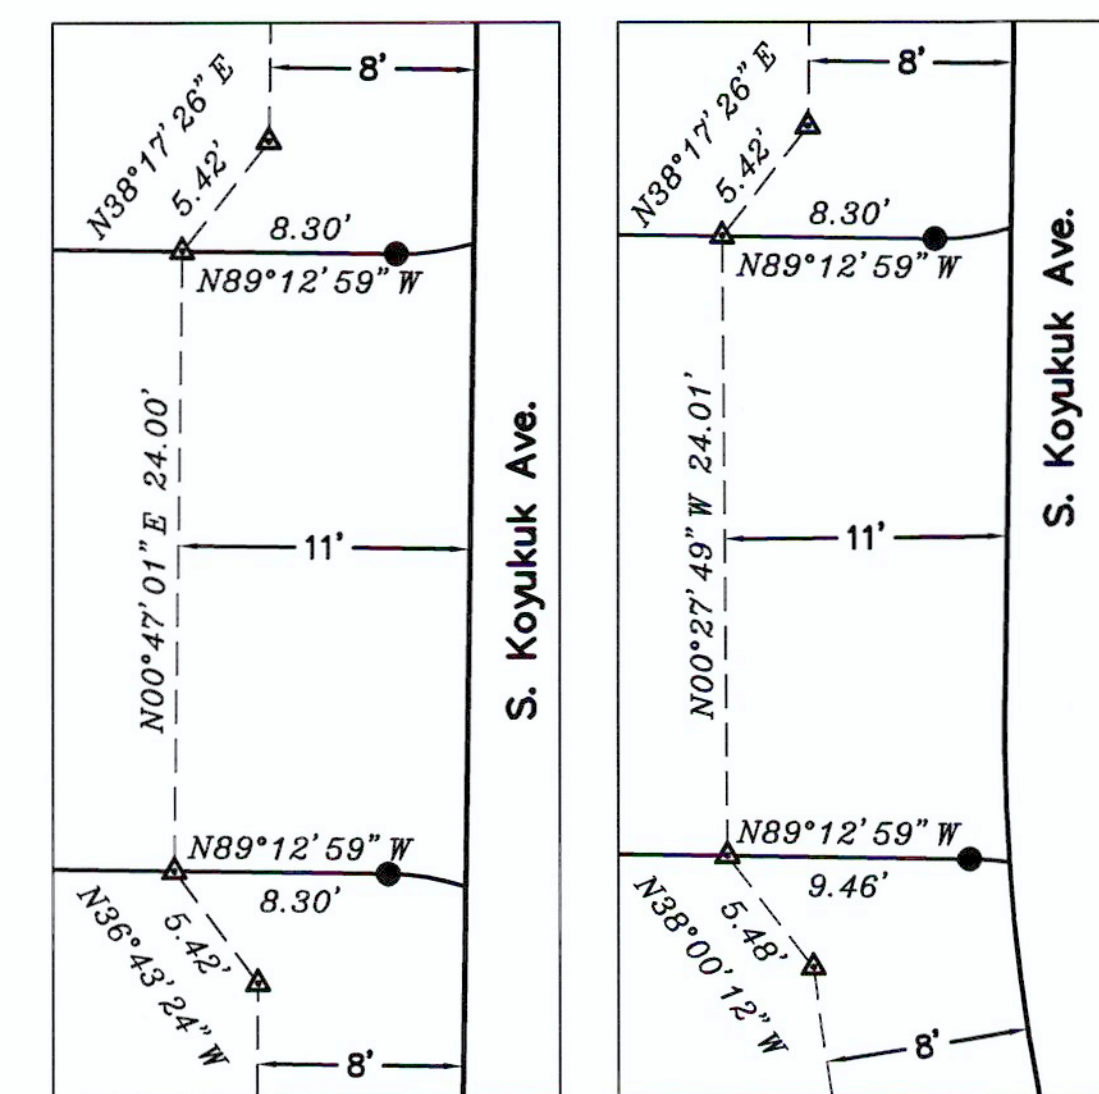 N38°17'26" E
5.42'
8'
8.30'
N89°12'59" W
N00°47'01" E 24.00'
11'
S. Koyukuk Ave.
N89°12'59" W
8.30'
N36°43'24" W
5.42'
8'
N38°17'26" E
5.42'
8'
8.30'
N89°12'59" W
N00°27'49" W 24.01'
11'
S. Koyukuk Ave.
N89°12'59" W
9.46'
N38°00'12" W
5.48'
8'